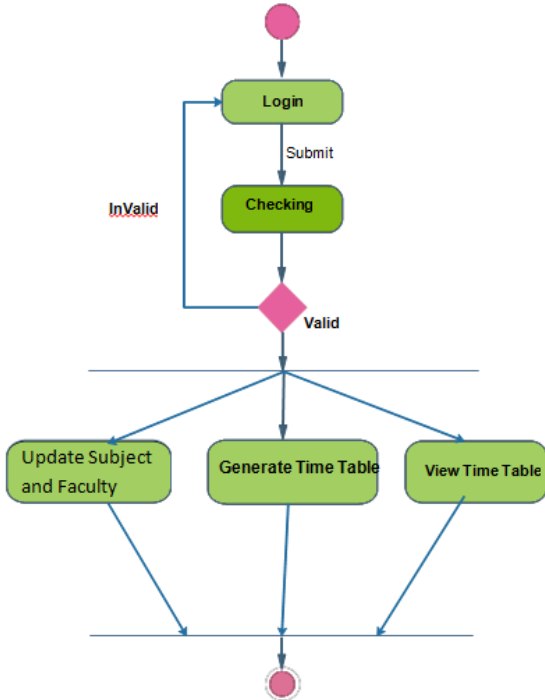 Login
Submit
Checking
InValid
Valid
Update Subject
and Faculty
Generate Time Table
View Time Table